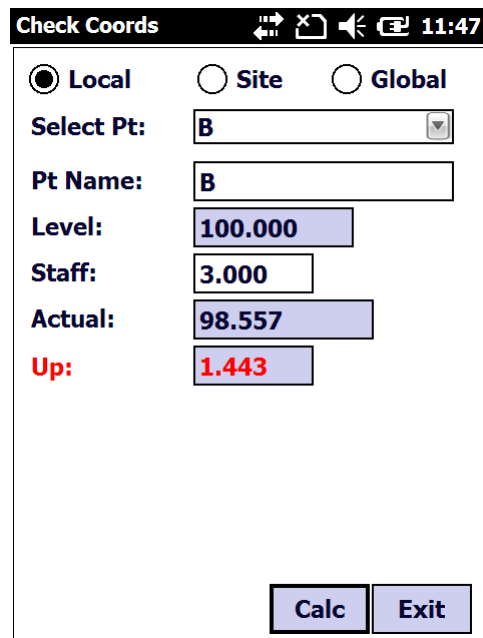 Check Coords 11:47
Local Site Global
Select Pt: B
Pt Name: B
Level: 100.000
Staff: 3.000
Actual: 98.557
Up: 1.443
Calc Exit